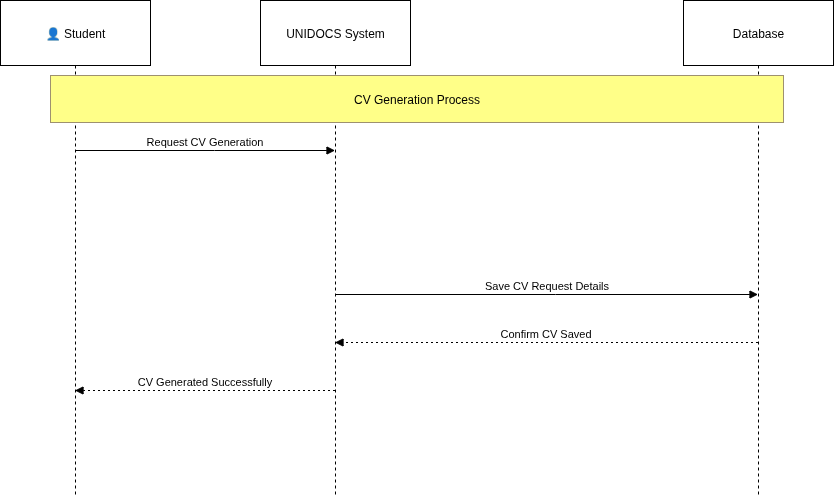 👤 Student
UNIDOCS System
Database
CV Generation Process
Request CV Generation
Save CV Request Details
Confirm CV Saved
CV Generated Successfully